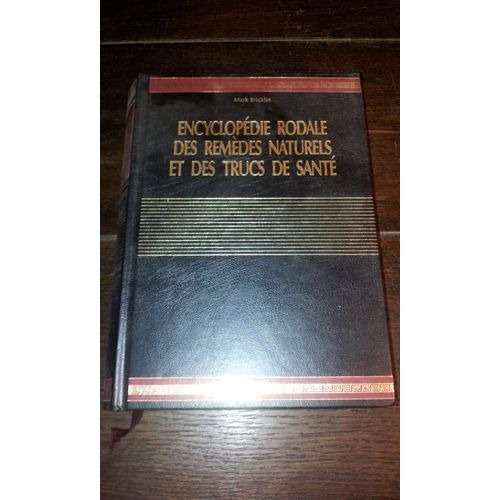 Mark Bricklin
ENCYCLOPÉDIE RODALE
DES REMÈDES NATURELS
ET DES TRUCS DE SANTÉ